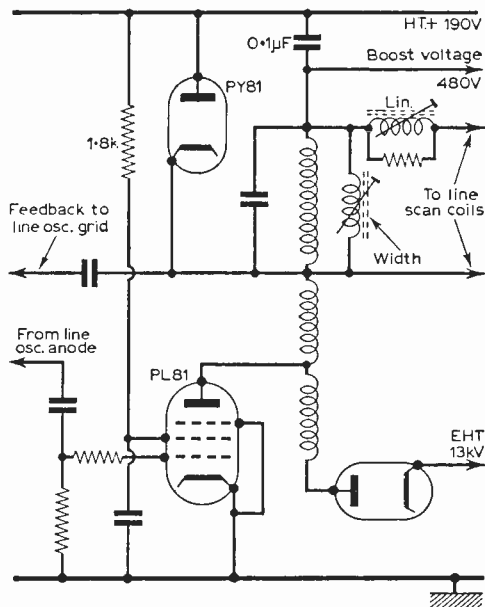 HT.+ 190V
0·1µF
Boost voltage
480V
PY81
Lin.
1·8k
To line
scan coils
Feedback to
line osc. grid
Width
From line
osc. anode
PL81
EHT
13kV